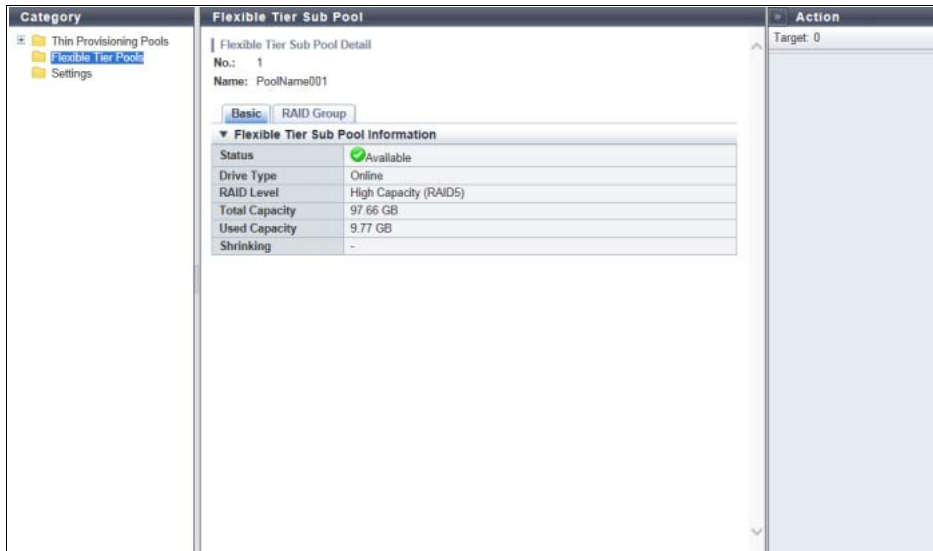 Category
Thin Provisioning Pools
Flexible Tier Pools
Settings
Flexible Tier Sub Pool
Flexible Tier Sub Pool Detail
No.: 1
Name: PoolName001
Basic RAID Group
Flexible Tier Sub Pool Information
Status Available
Drive Type Online
RAID Level High Capacity (RAID5)
Total Capacity 97.66 GB
Used Capacity 9.77 GB
Shrinking -
Action
Target: 0